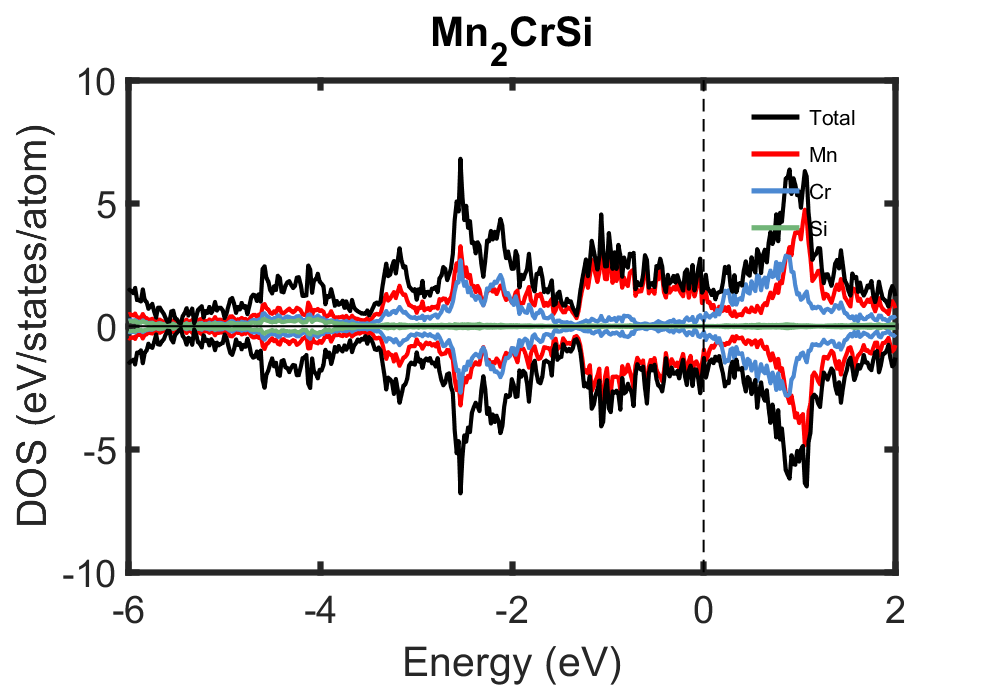 Mn2CrSi
10
5
0
-5
-10
DOS (eV/states/atom)
Total
Mn
Cr
Si
-6
-4
-2
0
2
Energy (eV)